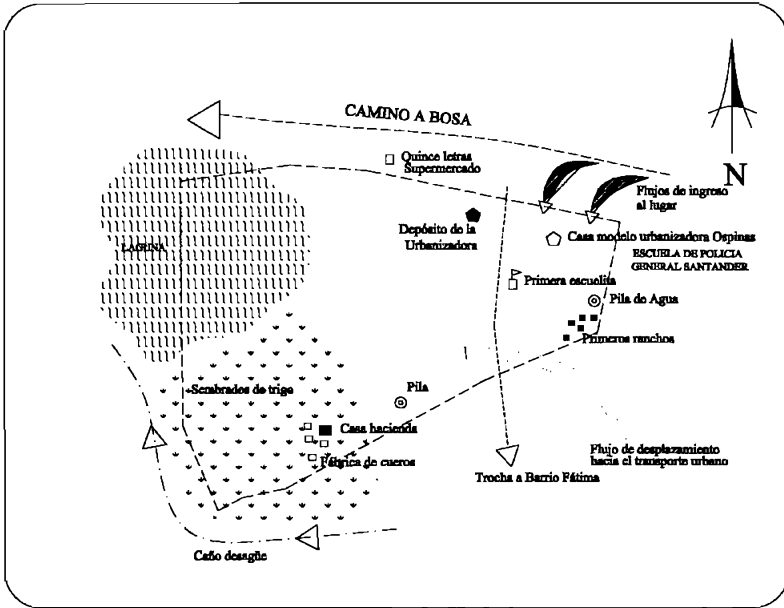 CAMINO A BOSA
N
Quince letras
Supermercado
Flujos de ingreso
al lugar
Depósito de la
Urbanizadora
Casa modelo urbanizadora Ospinas
ESCUELA DE POLICIA
GENERAL SANTANDER
LAGUNA
Primera escuelita
Pila de Agua
Primeros ranchos
Sembrados de trigo
Pila
Casa hacienda
Fábrica de cueros
Flujo de desplazamiento
hacia el transporte urbano
Trocha a Barrio Fátima
Caño desagüe